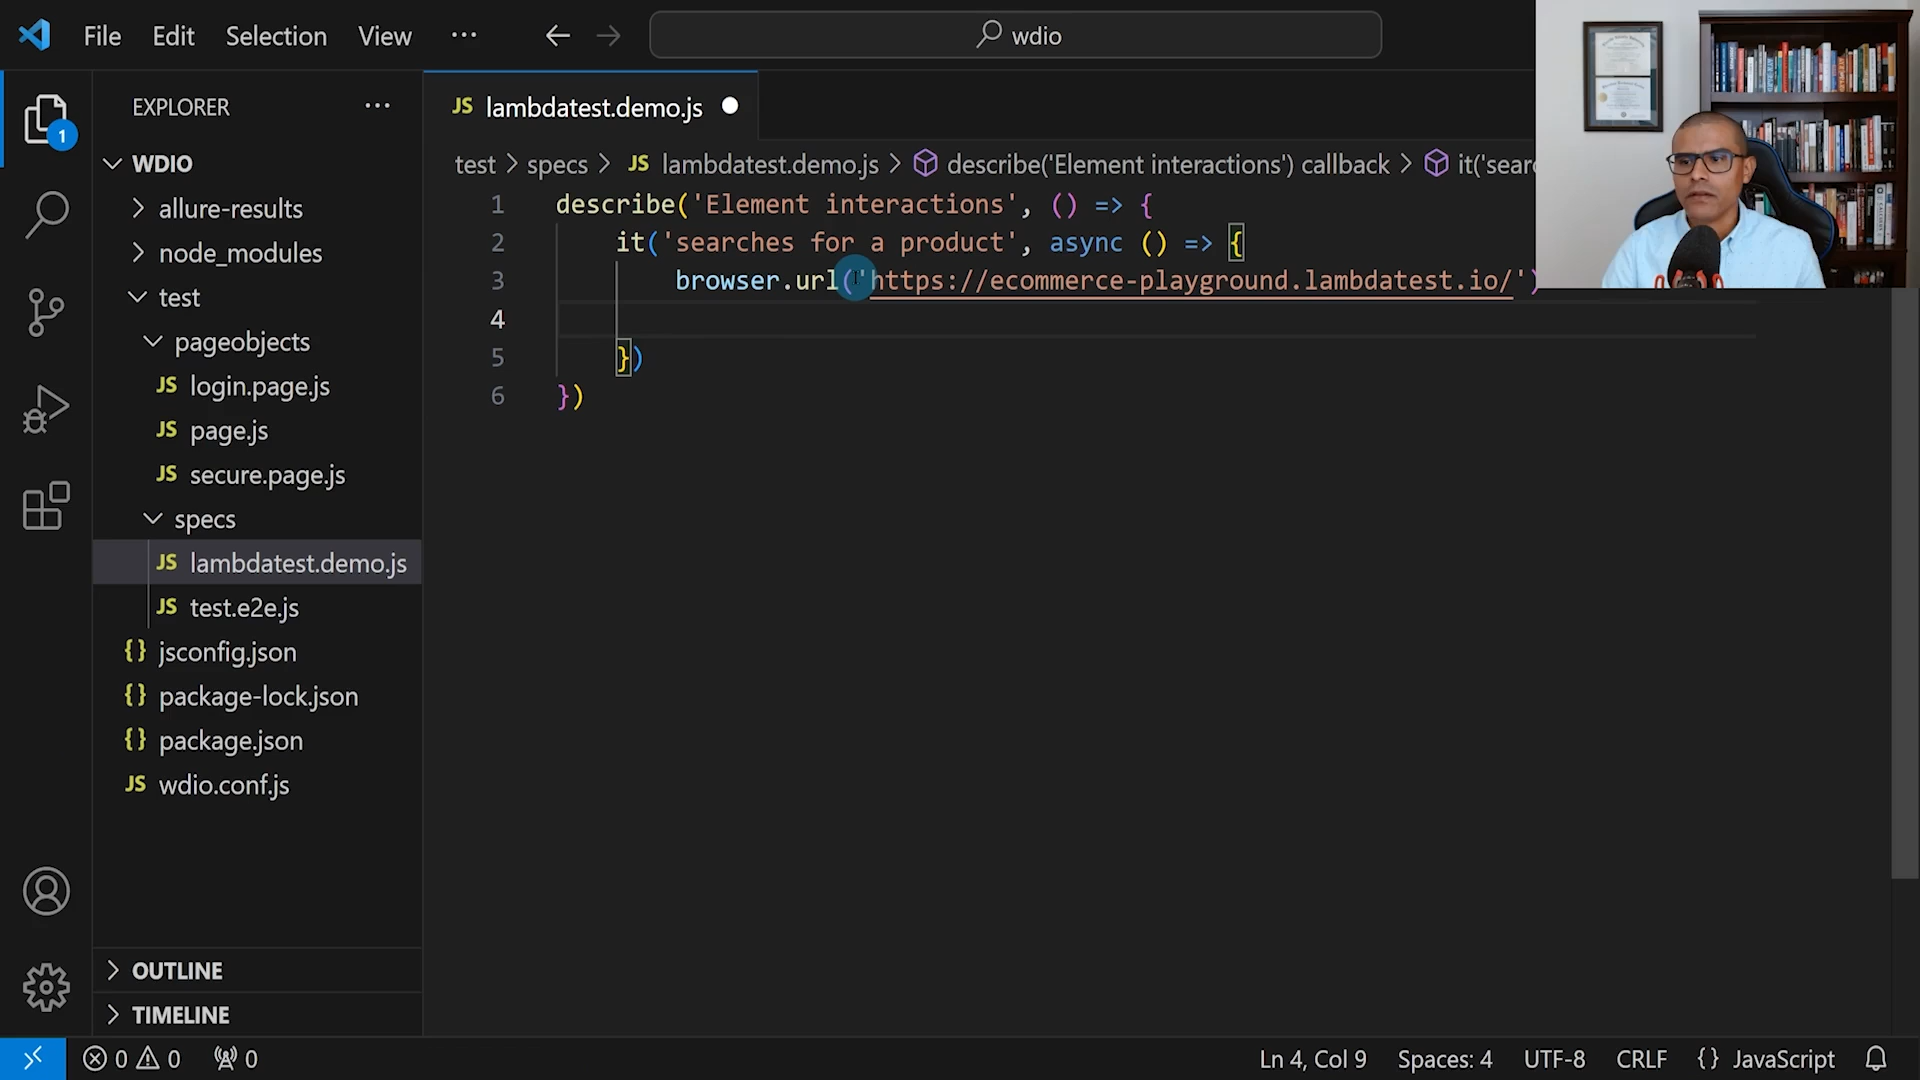 File Edit Selection View ··· wdio
EXPLORER ···
WDIO
allure-results
node_modules
test
pageobjects
JS login.page.js
JS page.js
JS secure.page.js
specs
JS lambdatest.demo.js
JS test.e2e.js
{} jsconfig.json
{} package-lock.json
{} package.json
JS wdio.conf.js
OUTLINE
TIMELINE
1
JS lambdatest.demo.js
test > specs > JS lambdatest.demo.js > describe('Element interactions') callback > it('sear
1 describe('Element interactions', () => {
2 it('searches for a product', async () => {
3 browser.url('https://ecommerce-playground.lambdatest.io/')
4
5 })
6 })
0 0 0 Ln 4, Col 9 Spaces: 4 UTF-8 CRLF {} JavaScript